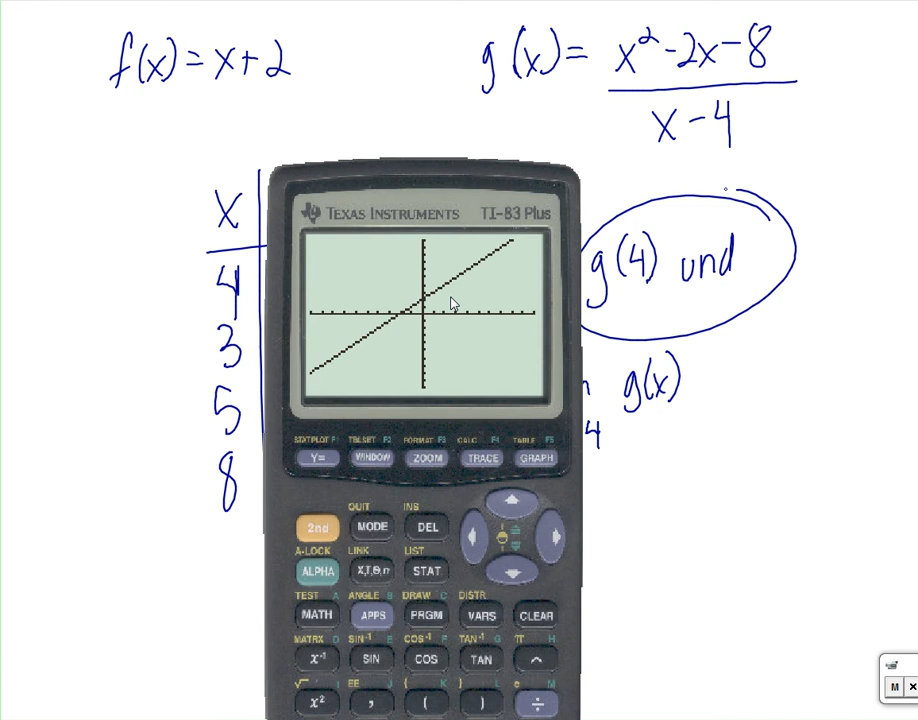 f(x) = x+2
g(x) = x² - 2x - 8
x - 4
x
4
3
5
8
g(4) und
g(x)
4
TEXAS INSTRUMENTS TI-83 Plus
STAT PLOT F1 TBLSET F2 FORMAT F3 CALC F4 TABLE F5
Y= WINDOW ZOOM TRACE GRAPH
QUIT INS
2nd MODE DEL
A-LOCK LINK LIST
ALPHA X,T,θ,n STAT
TEST A ANGLE B DRAW C DISTR
MATH APPS PRGM VARS CLEAR
MATRX D SIN⁻¹ E COS⁻¹ F TAN⁻¹ G π H
x⁻¹ SIN COS TAN ^
√ I EE J { K } L e M
x² , ( ) ÷
M X